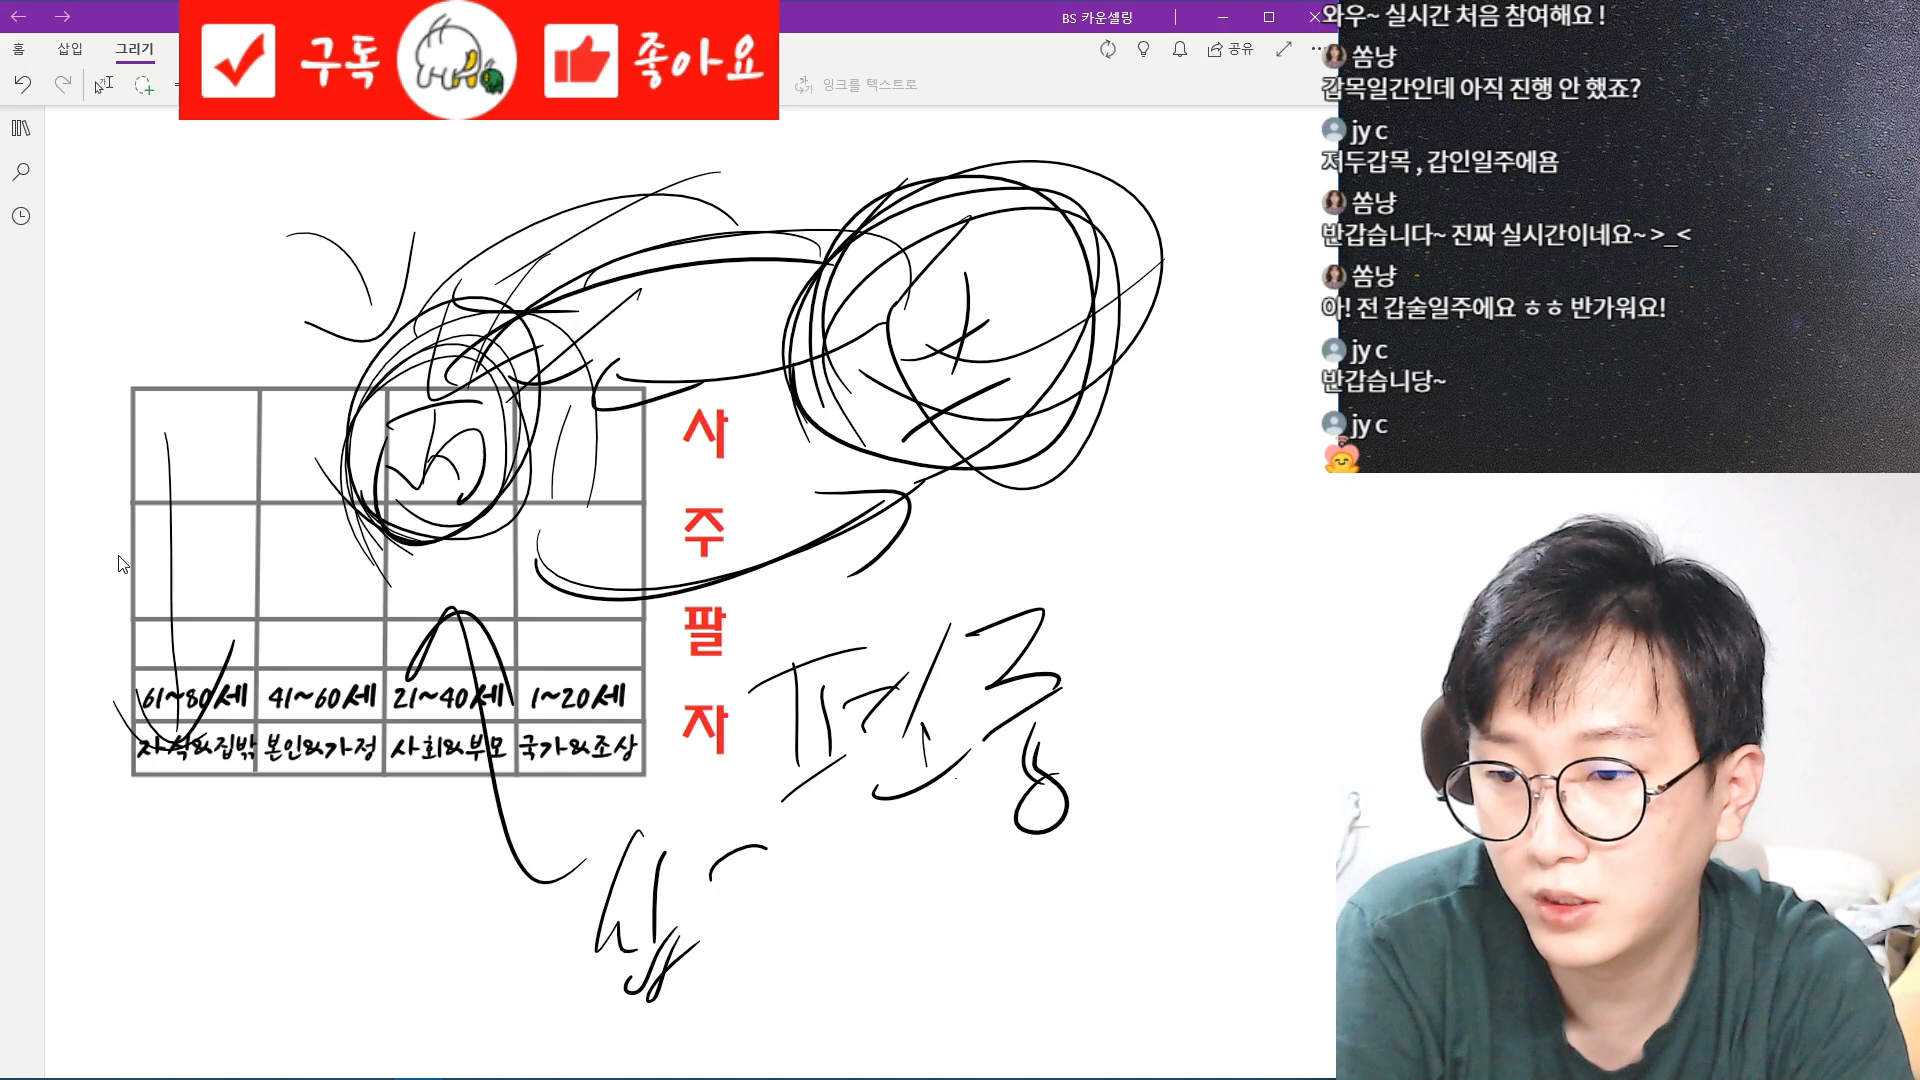 BS 카운셀링
구독 좋아요
홈 삽입 그리기
공유
잉크를 텍스트로
사
주
팔
자
61~80세 41~60세 21~40세 1~20세
자식&집밖 본인&가정 사회&부모 국가&조상
와우~ 실시간 처음 참여해요 !
쏨냥
갑목일간인데 아직 진행 안 했죠?
jy c
저두갑목 , 갑인일주에욤
쏨냥
반갑습니다~ 진짜 실시간이네요~ >_<
쏨냥
아! 전 갑술일주에요 ㅎㅎ 반가워요!
jy c
반갑습니당~
jy c